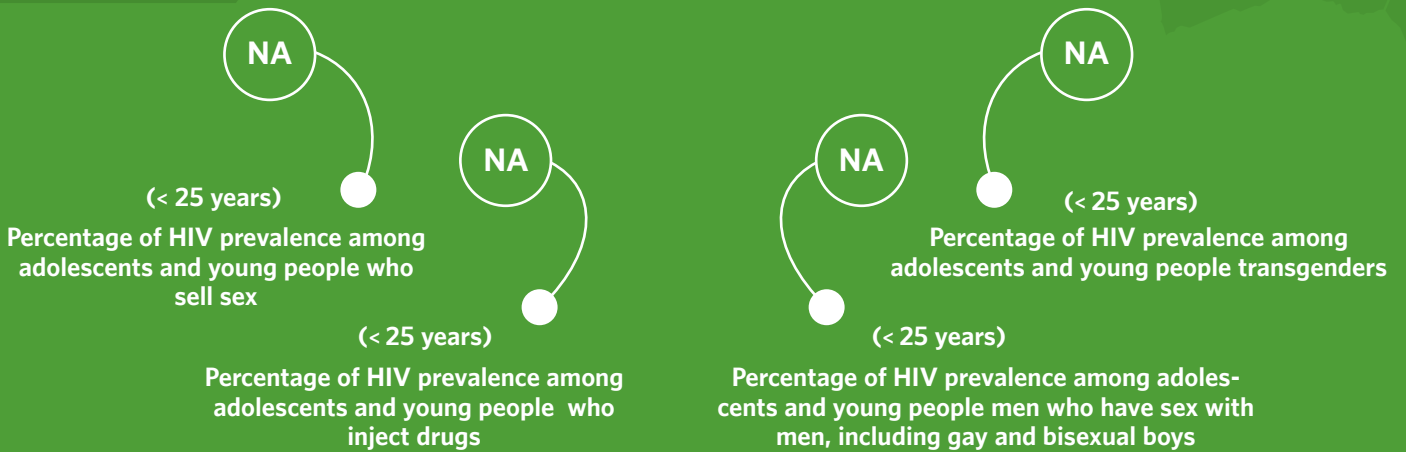 NA
(< 25 years)
Percentage of HIV prevalence among
adolescents and young people who
sell sex
NA
(< 25 years)
Percentage of HIV prevalence among
adolescents and young people who
inject drugs
NA
(< 25 years)
Percentage of HIV prevalence among adoles-
cents and young people men who have sex with
men, including gay and bisexual boys
NA
(< 25 years)
Percentage of HIV prevalence among
adolescents and young people transgenders